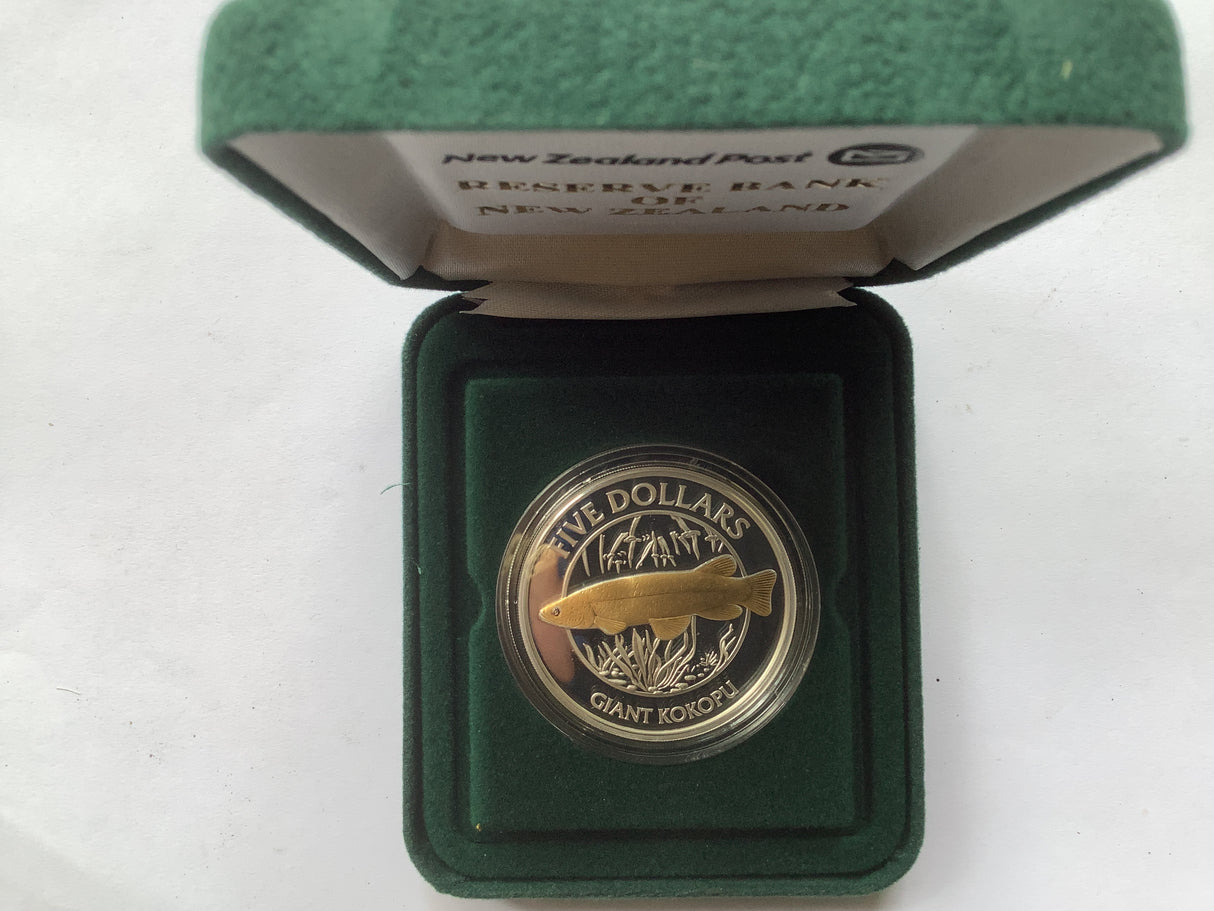 New Zealand Post
RESERVE BANK
OF
NEW ZEALAND
FIVE DOLLARS
GIANT KOKOPU